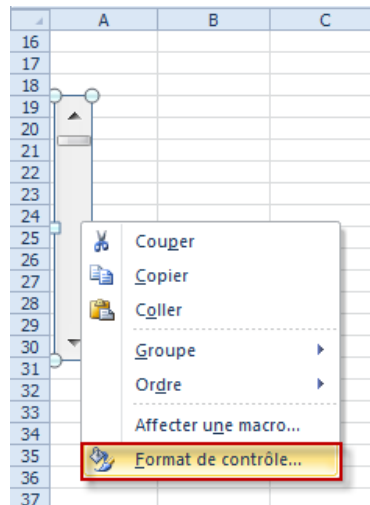 A B C
16
17
18
19
20
21
22
23
24
25 Couper
26
27 Copier
28 Coller
29
30 Groupe
31
32 Ordre
33
34 Affecter une macro...
35 Format de contrôle...
36
37